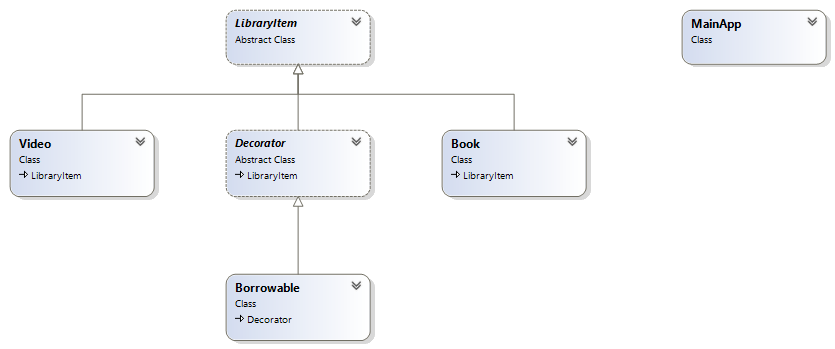 LibraryItem
Abstract Class
MainApp
Class
Video
Class
LibraryItem
Decorator
Abstract Class
LibraryItem
Book
Class
LibraryItem
Borrowable
Class
Decorator